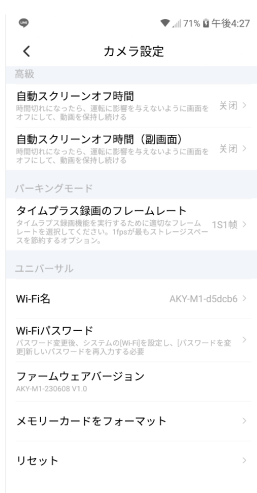 71% 午後4:27
カメラ設定
高級
自動スクリーンオフ時間
時間切れになったら、運転に影響を与えないように画面を
オフにして、動画を保持し続ける
关闭
自動スクリーンオフ時間（副画面）
時間切れになったら、運転に影響を与えないように画面を
オフにして、動画を保持し続ける
关闭
パーキングモード
タイムプラス録画のフレームレート
タイムラプス録画機能を実行するために適切なフレーム
レートを選択してください。1fpsが最もストレージスペー
スを節約するオプション。
1S1帧
ユニバーサル
Wi-Fi名
AKY-M1-d5dcb6
Wi-Fiパスワード
パスワード変更後、システムの[Wi-Fi]を設定し、[パスワードを変
更]新しいパスワードを再入力する必要
ファームウェアバージョン
AKY-M1-230608 V1.0
メモリーカードをフォーマット
リセット